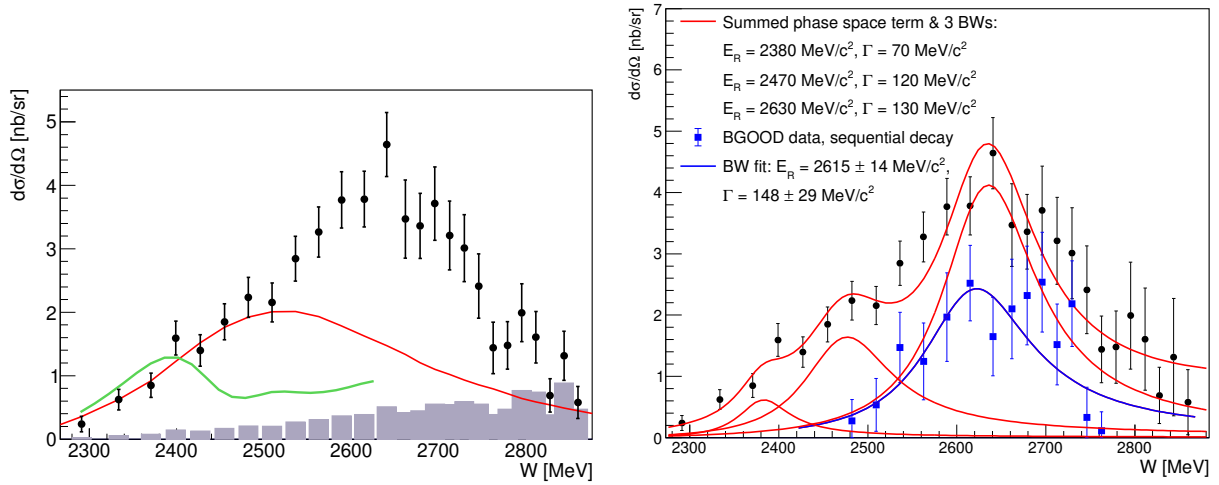 dσ/dΩ [nb/sr]
5
4
3
2
1
0
2300 2400 2500 2600 2700 2800
W [MeV]
dσ/dΩ [nb/sr]
7
6
5
4
3
2
1
0
Summed phase space term & 3 BWs:
E_R = 2380 MeV/c², Γ = 70 MeV/c²
E_R = 2470 MeV/c², Γ = 120 MeV/c²
E_R = 2630 MeV/c², Γ = 130 MeV/c²
BGOOD data, sequential decay
BW fit: E_R = 2615 ± 14 MeV/c²,
Γ = 148 ± 29 MeV/c²
2300 2400 2500 2600 2700 2800
W [MeV]